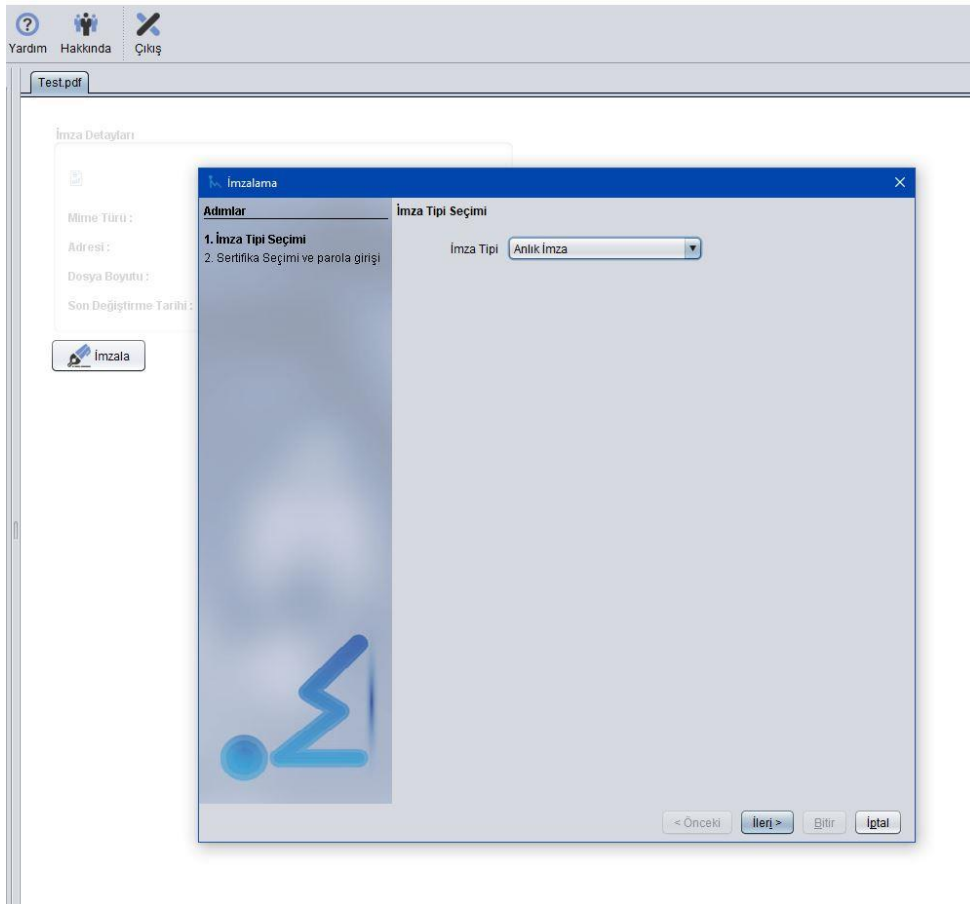 Yardım Hakkında Çıkış
Test.pdf
İmza Detayları
Mime Türü :
Adresi :
Dosya Boyutu :
Son Değiştirme Tarihi :
İmzala
İmzalama
Adımlar
1. İmza Tipi Seçimi
2. Sertifika Seçimi ve parola girişi
İmza Tipi Seçimi
İmza Tipi Anlık İmza
< Önceki İleri > Bitir İptal